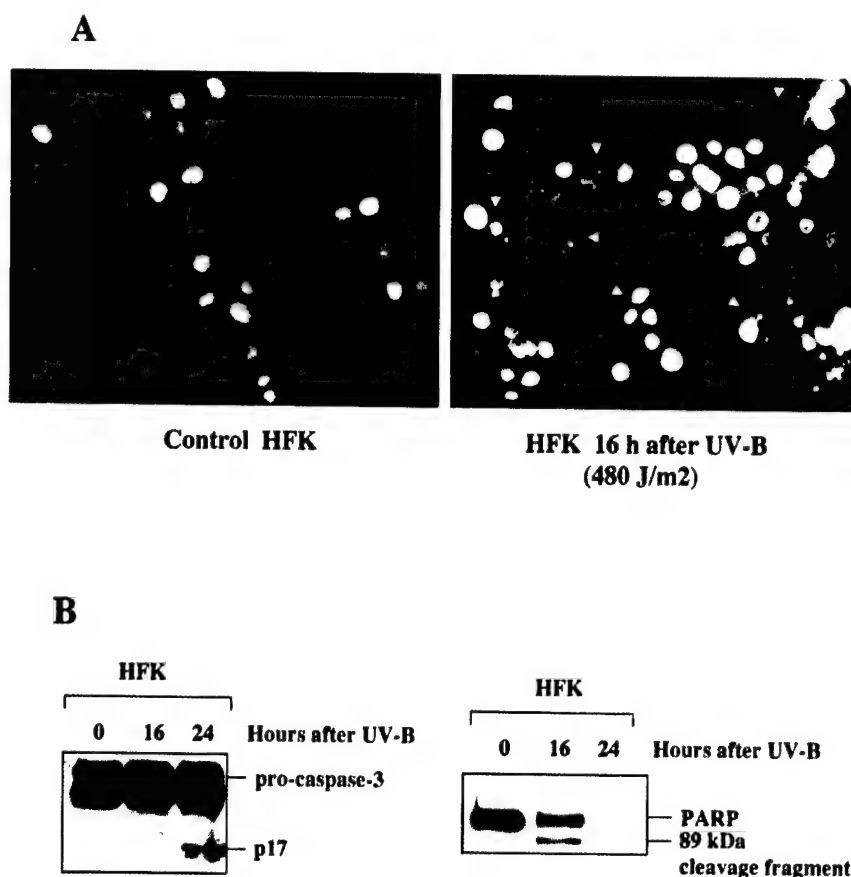 A
Control HFK
HFK 16 h after UV-B
(480 J/m2)
B
HFK
0 16 24 Hours after UV-B
pro-caspase-3
p17
HFK
0 16 24 Hours after UV-B
PARP
89 kDa
cleavage fragment